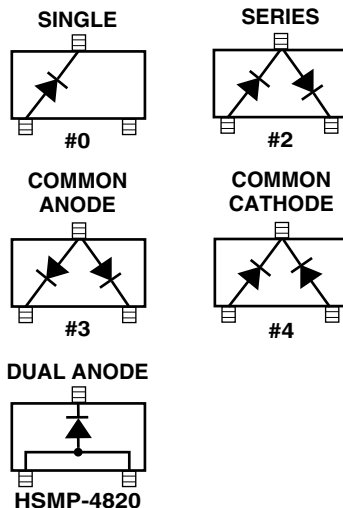 SINGLE
SERIES
#0
#2
COMMON
ANODE
COMMON
CATHODE
#3
#4
DUAL ANODE
HSMP-4820